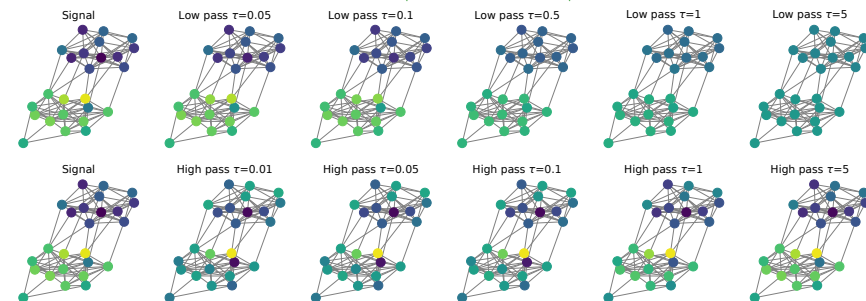 Signal
Low pass τ=0.05
Low pass τ=0.1
Low pass τ=0.5
Low pass τ=1
Low pass τ=5
Signal
High pass τ=0.01
High pass τ=0.05
High pass τ=0.1
High pass τ=1
High pass τ=5